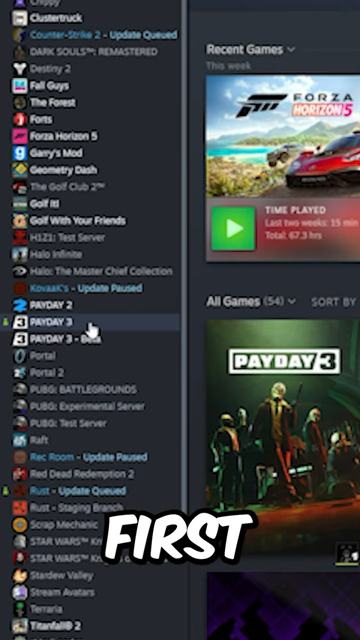 Chippy
Clustertruck
Counter-Strike 2 - Update Queued
DARK SOULS™: REMASTERED
Destiny 2
Fall Guys
The Forest
Forts
Forza Horizon 5
Garry's Mod
Geometry Dash
The Golf Club 2™
Golf It!
Golf With Your Friends
H1Z1: Test Server
Halo Infinite
Halo: The Master Chief Collection
KovaaK's - Update Paused
PAYDAY 2
PAYDAY 3
PAYDAY 3 - Beta
Portal
Portal 2
PUBG: BATTLEGROUNDS
PUBG: Experimental Server
PUBG: Test Server
Raft
Rec Room - Update Paused
Red Dead Redemption 2
Rust - Update Queued
Rust - Staging Branch
Scrap Mechanic
STAR WARS™
STAR WARS™
Stardew Valley
Stream Avatars
Terraria
Titanfall® 2
Recent Games
This week
FORZA
HORIZON 5
TIME PLAYED
Last two weeks: 15 min
Total: 67.3 hrs
All Games (54)
SORT BY
PAYDAY 3
FIRST